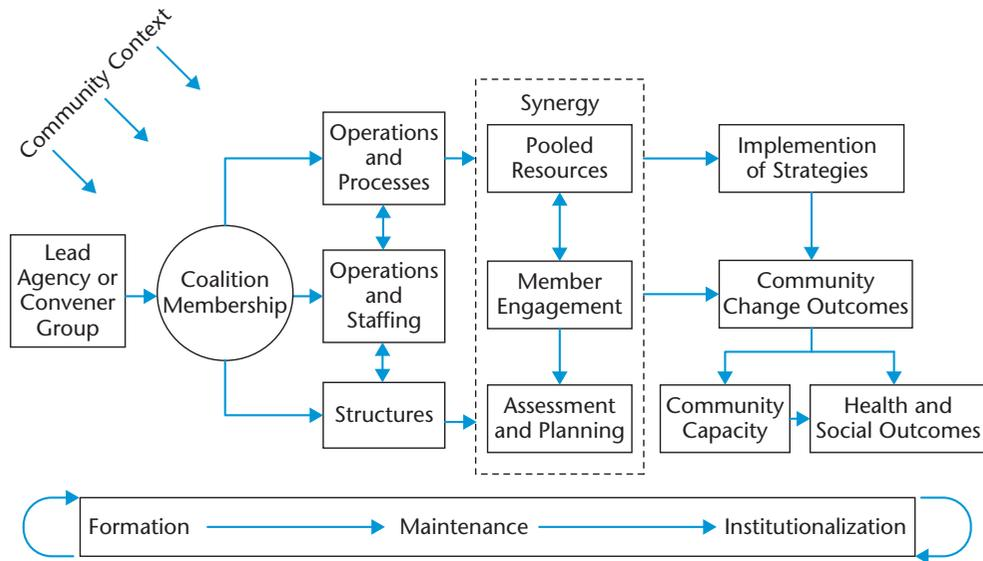 Community Context
Lead
Agency or
Convener
Group
Coalition
Membership
Operations
and
Processes
Operations
and
Staffing
Structures
Synergy
Pooled
Resources
Member
Engagement
Assessment
and Planning
Implemention
of Strategies
Community
Change Outcomes
Community
Capacity
Health and
Social Outcomes
Formation
Maintenance
Institutionalization